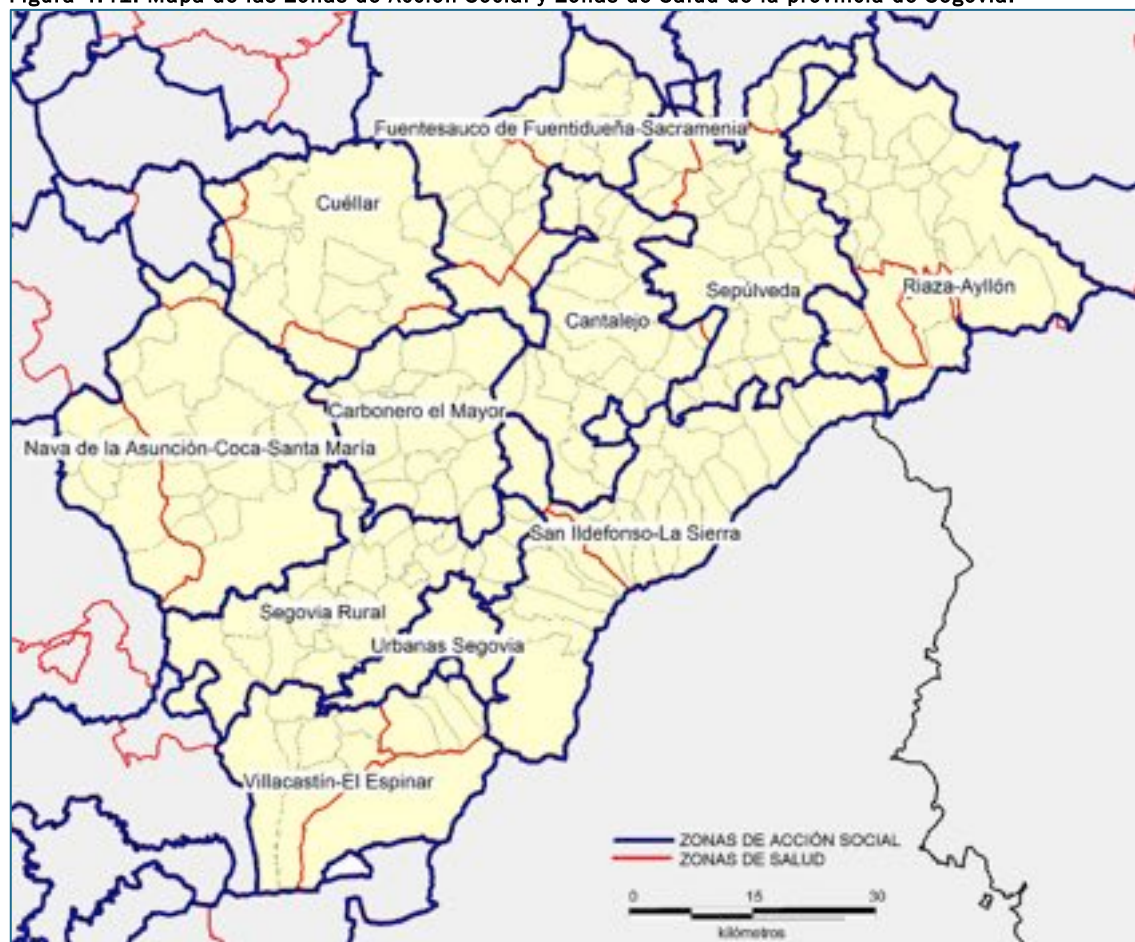 Figura 4.42. Mapa de las Zonas de Acción Social y Zonas de Salud de la provincia de Segovia.
Fuentesauco de Fuentidueña-Sacramenia
Cuéllar
Sepúlveda
Riaza-Ayllón
Cantalejo
Carbonero el Mayor
Nava de la Asunción-Coca-Santa María
San Ildefonso-La Sierra
Segovia Rural
Urbanas Segovia
Villacastín-El Espinar
ZONAS DE ACCIÓN SOCIAL
ZONAS DE SALUD
0 15 30
kilómetros